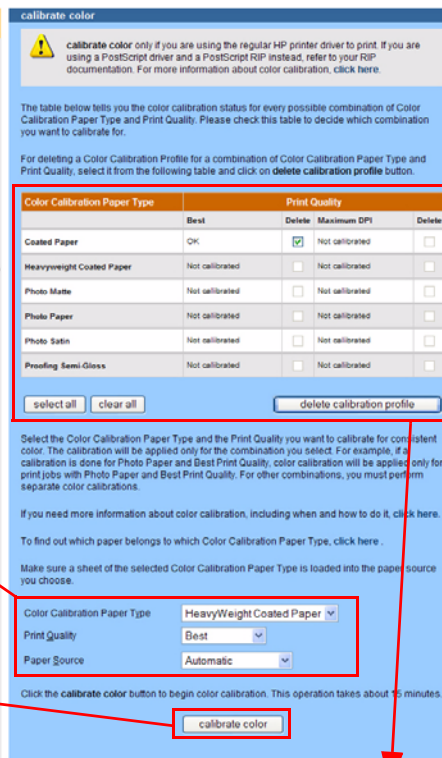 calibrate color
calibrate color only if you are using the regular HP printer driver to print. If you are
using a PostScript driver and a PostScript RIP instead, refer to your RIP
documentation. For more information about color calibration, click here.
The table below tells you the color calibration status for every possible combination of Color
Calibration Paper Type and Print Quality. Please check this table to decide which combination
you want to calibrate for.
For deleting a Color Calibration Profile for a combination of Color Calibration Paper Type and
Print Quality, select it from the following table and click on delete calibration profile button.
Color Calibration Paper Type Print Quality
Best Delete Maximum DPI Delete
Coated Paper OK Not calibrated
Heavyweight Coated Paper Not calibrated Not calibrated
Photo Matte Not calibrated Not calibrated
Photo Paper Not calibrated Not calibrated
Photo Satin Not calibrated Not calibrated
Proofing Semi-Gloss Not calibrated Not calibrated
select all clear all delete calibration profile
Select the Color Calibration Paper Type and the Print Quality you want to calibrate for consistent
color. The calibration will be applied only for the combination you select. For example, if a
calibration is done for Photo Paper and Best Print Quality, color calibration will be applied only for
print jobs with Photo Paper and Best Print Quality. For other combinations, you must perform
separate color calibrations.
If you need more information about color calibration, including when and how to do it, click here.
To find out which paper belongs to which Color Calibration Paper Type, click here .
Make sure a sheet of the selected Color Calibration Paper Type is loaded into the paper source
you choose.
Color Calibration Paper Type HeavyWeight Coated Paper
Print Quality Best
Paper Source Automatic
Click the calibrate color button to begin color calibration. This operation takes about 15 minutes.
calibrate color